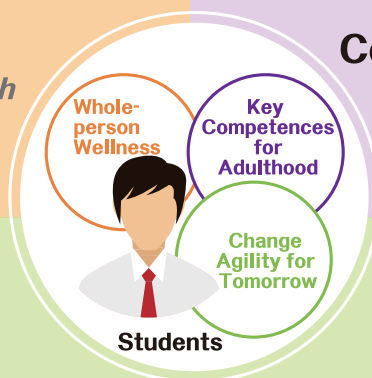 Whole-
person
Wellness
Key
Competences
for
Adulthood
Change
Agility for
Tomorrow
Students